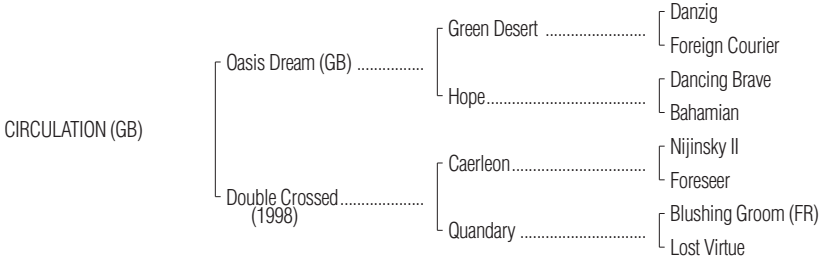 Danzig
Green Desert ........................
Foreign Courier
Oasis Dream (GB) ................
Dancing Brave
Hope......................................
Bahamian
CIRCULATION (GB)
Nijinsky II
Caerleon................................
Foreseer
Double Crossed....................
(1998)
Blushing Groom (FR)
Quandary ..............................
Lost Virtue